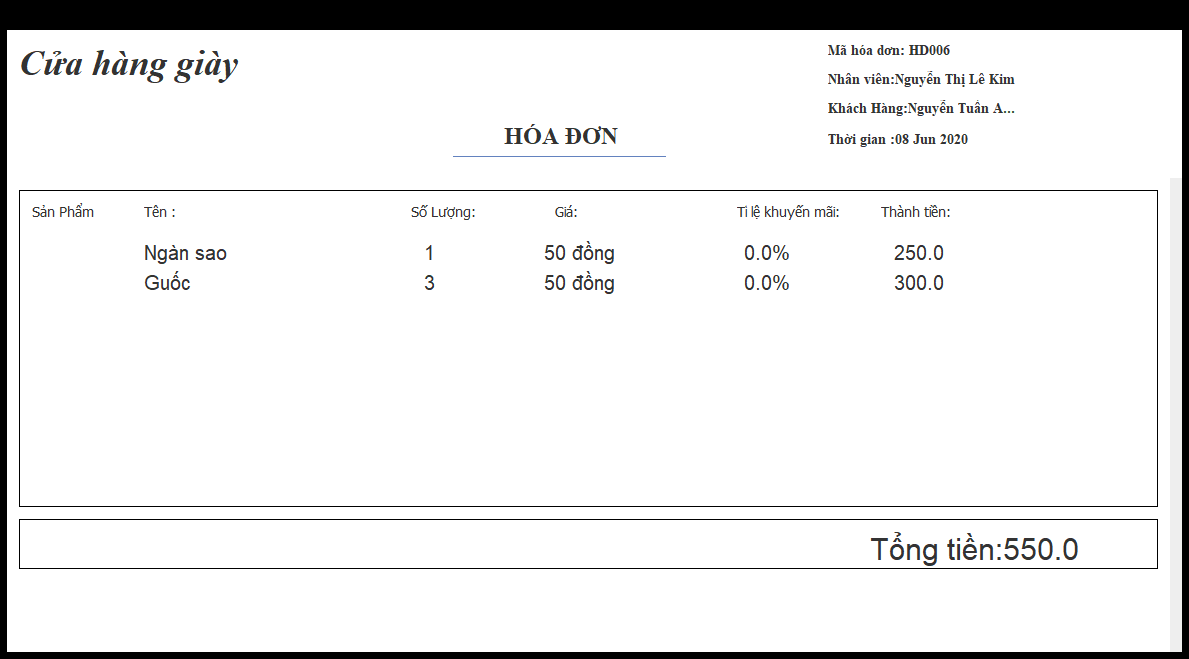 Cửa hàng giày
Mã hóa đơn: HD006
Nhân viên:Nguyễn Thị Lê Kim
Khách Hàng:Nguyễn Tuấn A...
Thời gian :08 Jun 2020
HÓA ĐƠN
Sản Phẩm Tên : Số Lượng: Giá: Tỉ lệ khuyến mãi: Thành tiền:
Ngàn sao 1 50 đồng 0.0% 250.0
Guốc 3 50 đồng 0.0% 300.0
Tổng tiền:550.0